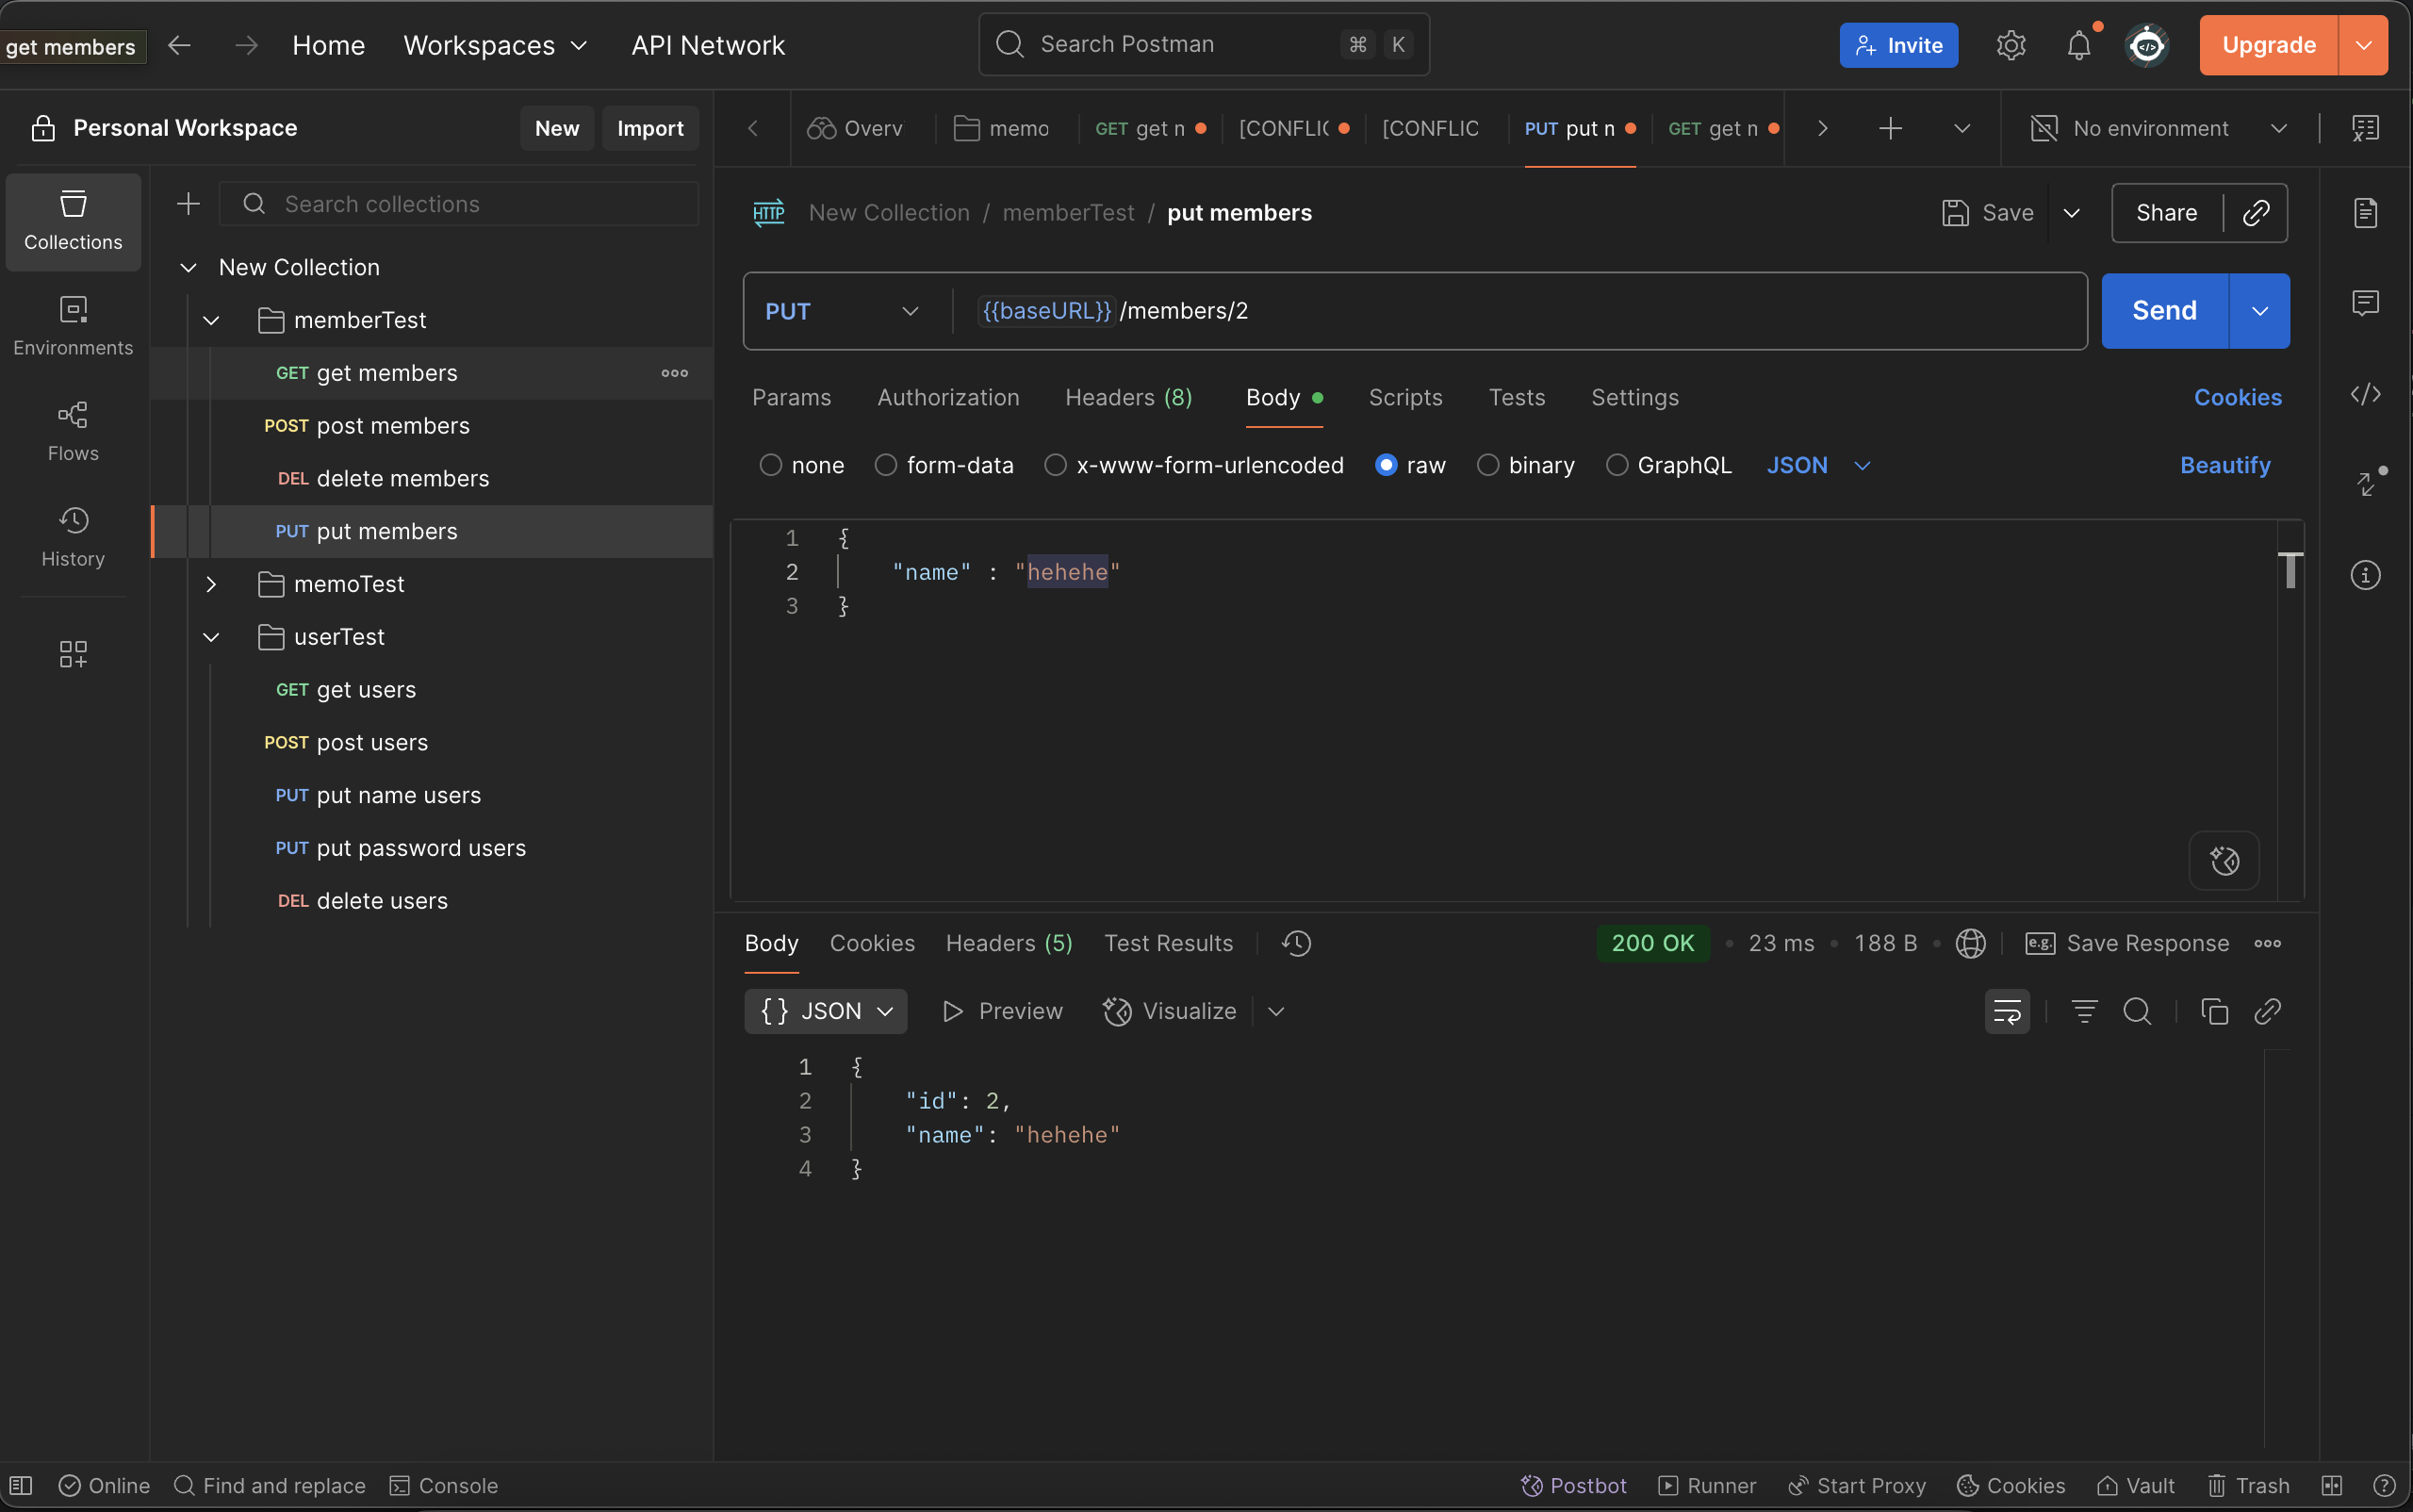 get members
Home
Workspaces
API Network
Search Postman
⌘ K
Invite
Upgrade
Personal Workspace
New
Import
Overv
memo
GET get n
[CONFLIC
[CONFLIC
PUT put n
GET get n
No environment
Collections
Environments
Flows
History
Search collections
New Collection
memberTest
GET get members
POST post members
DEL delete members
PUT put members
memoTest
userTest
GET get users
POST post users
PUT put name users
PUT put password users
DEL delete users
HTTP New Collection / memberTest / put members
Save
Share
PUT
{{baseURL}}/members/2
Send
Params
Authorization
Headers (8)
Body
Scripts
Tests
Settings
Cookies
none
form-data
x-www-form-urlencoded
raw
binary
GraphQL
JSON
Beautify
1 {
2 "name" : "hehehe"
3 }
Body
Cookies
Headers (5)
Test Results
200 OK
23 ms
188 B
e.g. Save Response
{} JSON
Preview
Visualize
1 {
2 "id": 2,
3 "name": "hehehe"
4 }
Online
Find and replace
Console
Postbot
Runner
Start Proxy
Cookies
Vault
Trash